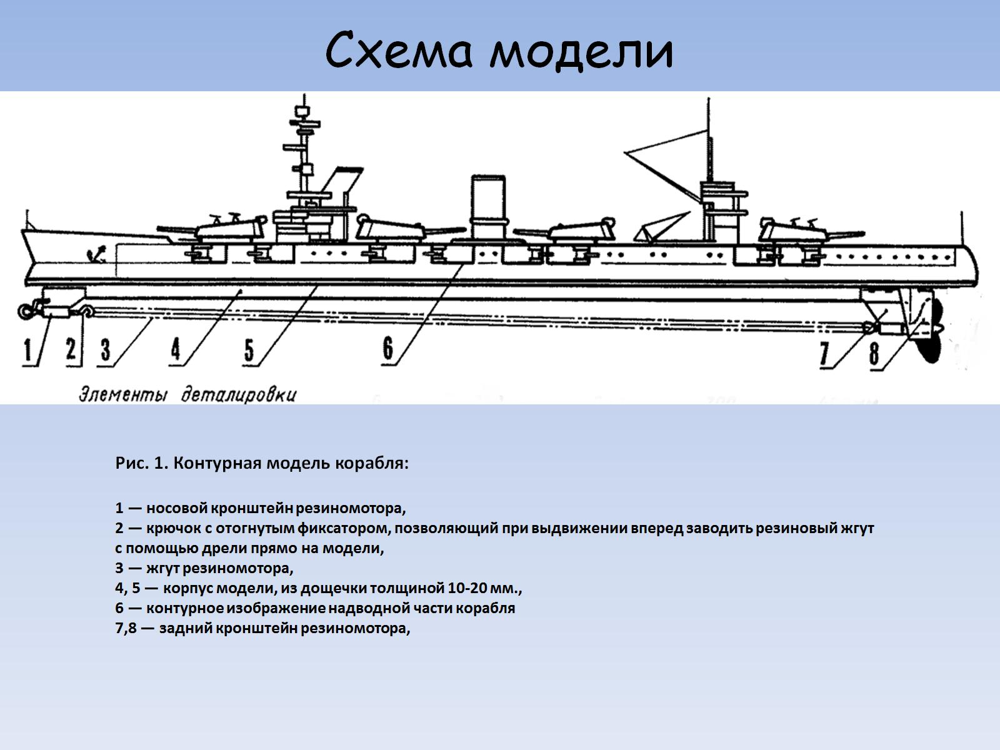 Схема модели
1 2 3 4 5 6 7 8
Элементы деталировки
Рис. 1. Контурная модель корабля:
1 — носовой кронштейн резиномотора,
2 — крючок с отогнутым фиксатором, позволяющий при выдвижении вперед заводить резиновый жгут
с помощью дрели прямо на модели,
3 — жгут резиномотора,
4, 5 — корпус модели, из дощечки толщиной 10-20 мм.,
6 — контурное изображение надводной части корабля
7,8 — задний кронштейн резиномотора,